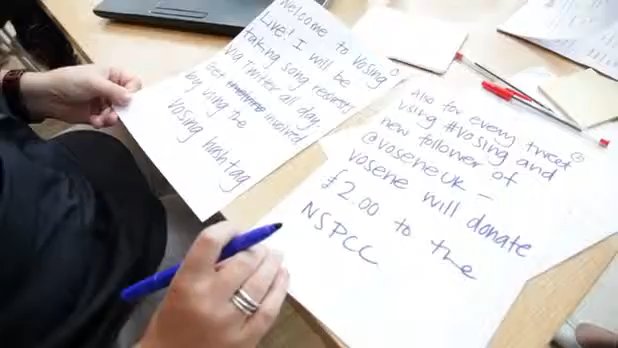 Welcome to Vosing
Live! I will be
taking song requests
via Twitter all day.
Get involved
by using the
Vosing hashtag
Also for every tweet
using #vosing and
new follower of
@voseneUK –
vosene will donate
£2.00 to the
NSPCC